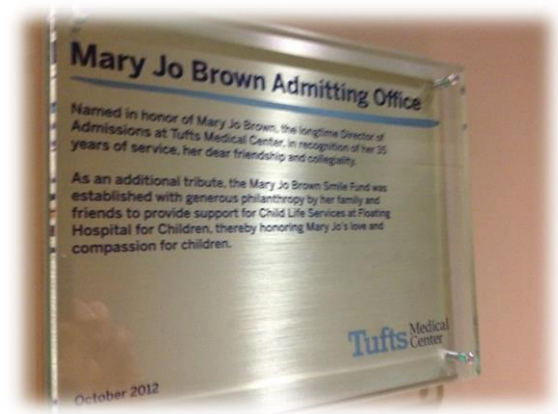 Mary Jo Brown Admitting Office
Named in honor of Mary Jo Brown, the longtime Director of
Admissions at Tufts Medical Center, in recognition of her 35
years of service, her dear friendship and collegiality.
As an additional tribute, the Mary Jo Brown Smile Fund was
established with generous philanthropy by her family and
friends to provide support for Child Life Services at Floating
Hospital for Children, thereby honoring Mary Jo's love and
compassion for children.
Tufts Medical
Center
October 2012